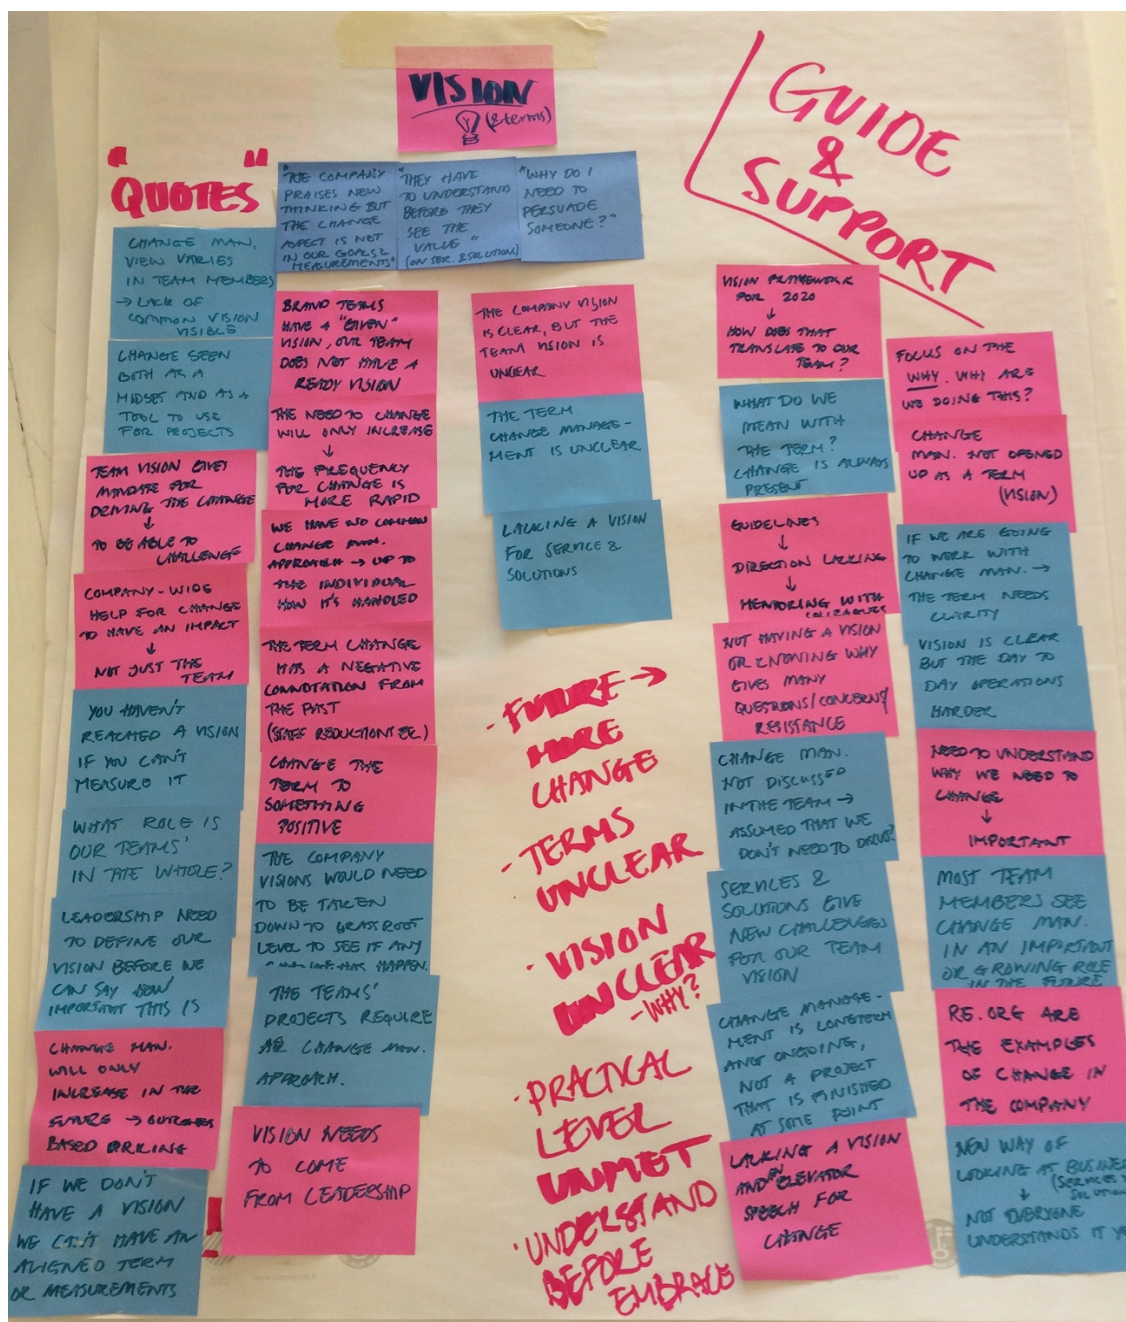 VISION
(& terms)
GUIDE
&
SUPPORT
" "
QUOTES
"THE COMPANY
PRAISES NEW
THINKING BUT
THE CHANGE
ASPECT IS NOT
IN OUR GOALS &
MEASUREMENTS"
"THEY HAVE
TO UNDERSTAND
BEFORE THEY
SEE THE
VALUE"
(ON SER. & SOLUTION)
"WHY DO I
NEED TO
PERSUADE
SOMEONE?"
CHANGE MAN.
VIEW VARIES
IN TEAM MEMBERS
→ LACK OF
COMMON VISION
VISIBLE
CHANGE SEEN
BOTH AS A
MIDSET AND AS A
TOOL TO USE
FOR PROJECTS
TEAM VISION GIVES
MANDATE FOR
DRIVING THE CHANGE
↓
TO BE ABLE TO
CHALLENGE
COMPANY-WIDE
HELP FOR CHANGE
TO HAVE AN IMPACT
↓
NOT JUST THE
TEAM
YOU HAVEN'T
REACHED A VISION
IF YOU CAN'T
MEASURE IT
WHAT ROLE IS
OUR TEAMS'
IN THE WHOLE?
LEADERSHIP NEED
TO DEFINE OUR
VISION BEFORE WE
CAN SAY HOW
IMPORTANT THIS IS
CHANGE MAN.
WILL ONLY
INCREASE IN THE
FUTURE → OUTCOMES
BASED PRICING
IF WE DON'T
HAVE A VISION
WE CAN'T HAVE AN
ALIGNED TERM
OR MEASUREMENTS
BRAND TEAMS
HAVE A "GIVEN"
VISION, OUR TEAM
DOES NOT HAVE A
READY VISION
THE NEED TO CHANGE
WILL ONLY INCREASE
↓
THE FREQUENCY
FOR CHANGE IS
MORE RAPID
WE HAVE NO COMMON
CHANGE MAN.
APPROACH → UP TO
THE INDIVIDUAL
HOW IT'S HANDLED
THE TERM CHANGE
HAS A NEGATIVE
CONNOTATION FROM
THE PAST
(STAFF REDUCTIONS EC)
CHANGE THE
TERM TO
SOMETHING
POSITIVE
THE COMPANY
VISIONS WOULD NEED
TO BE TAKEN
DOWN TO GRASSROOT
LEVEL TO SEE IF ANY
HAPPEN.
THE TEAMS'
PROJECTS REQUIRE
CHANGE MAN.
APPROACH.
VISION NEEDS
TO COME
FROM LEADERSHIP
THE COMPANY VISION
IS CLEAR, BUT THE
TEAM VISION IS
UNCLEAR
THE TERM
CHANGE MANAGE-
MENT IS UNCLEAR
LACKING A VISION
FOR SERVICE &
SOLUTIONS
- FUTURE →
MORE
CHANGE
- TERMS
UNCLEAR
- VISION
UNCLEAR
- WHY?
- PRACTICAL
LEVEL
UNMET
- UNDERSTAND
BEFORE
EMBRACE
VISION FRAMEWORK
FOR 2020
↓
HOW DOES THAT
TRANSLATE TO OUR
TEAM?
WHAT DO WE
MEAN WITH
THE TERM?
CHANGE IS ALWAYS
PRESENT
GUIDELINES
↓
DIRECTION LACKING
↓
MENTORING WITH
COLLEAGUES
NOT HAVING A VISION
OR KNOWING WHY
GIVES MANY
QUESTIONS/CONCERNS/
RESISTANCE
CHANGE MAN.
NOT DISCUSSED
IN THE TEAM →
ASSUMED THAT WE
DON'T NEED TO
SERVICES &
SOLUTIONS GIVE
NEW CHALLENGES
FOR OUR TEAM
VISION
CHANGE MANAGE-
MENT IS LONGTERM
AND ONGOING,
NOT A PROJECT
THAT IS FINISHED
AT SOME POINT
LACKING A VISION
AND AN ELEVATOR
SPEECH FOR
CHANGE
FOCUS ON THE
WHY. WHY ARE
WE DOING THIS?
CHANGE
MAN. NOT OPENED
UP AS A TERM
(VISION)
IF WE ARE GOING
TO WORK WITH
CHANGE MAN. →
THE TERM NEEDS
CLARITY
VISION IS CLEAR
BUT THE DAY TO
DAY OPERATIONS
HARDER
NEED TO UNDERSTAND
WHY WE NEED TO
CHANGE
↓
IMPORTANT
MOST TEAM
MEMBERS SEE
CHANGE MAN.
IN AN IMPORTANT
OR GROWING ROLE
IN THE FUTURE
RE.ORG ARE
THE EXAMPLES
OF CHANGE IN
THE COMPANY
NEW WAY OF
LOOKING AT BUSINES
(SERVICES
SOLUTION
↓
NOT EVERYONE
UNDERSTANDS IT YE